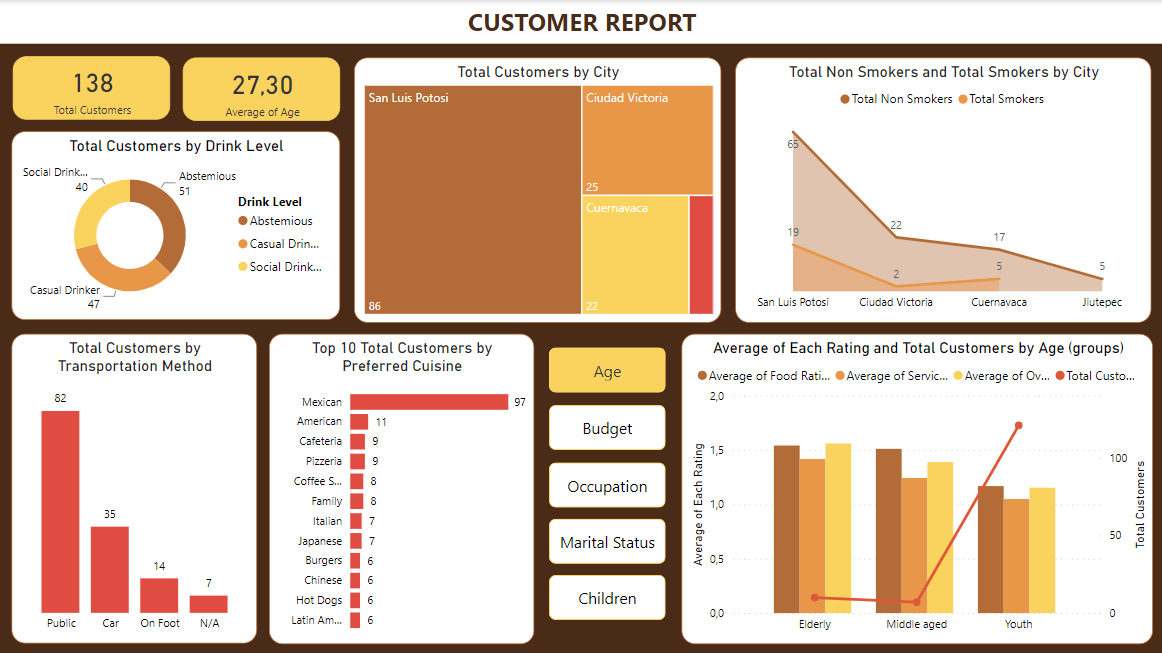 CUSTOMER REPORT
138
Total Customers
27,30
Average of Age
Total Customers by Drink Level
Social Drink...
40
Abstemious
51
Casual Drinker
47
Drink Level
Abstemious
Casual Drin...
Social Drink...
Total Customers by City
San Luis Potosi
86
Ciudad Victoria
25
Cuernavaca
22
Total Non Smokers and Total Smokers by City
Total Non Smokers
Total Smokers
65
19
22
2
17
5
5
San Luis Potosi
Ciudad Victoria
Cuernavaca
Jiutepec
Total Customers by
Transportation Method
82
35
14
7
Public
Car
On Foot
N/A
Top 10 Total Customers by
Preferred Cuisine
Mexican 97
American 11
Cafeteria 9
Pizzeria 9
Coffee S... 8
Family 8
Italian 7
Japanese 7
Burgers 6
Chinese 6
Hot Dogs 6
Latin Am... 6
Age
Budget
Occupation
Marital Status
Children
Average of Each Rating and Total Customers by Age (groups)
Average of Food Rati...
Average of Servic...
Average of Ov...
Total Custo...
Average of Each Rating
2,0
1,5
1,0
0,5
0,0
100
50
0
Total Customers
Elderly
Middle aged
Youth